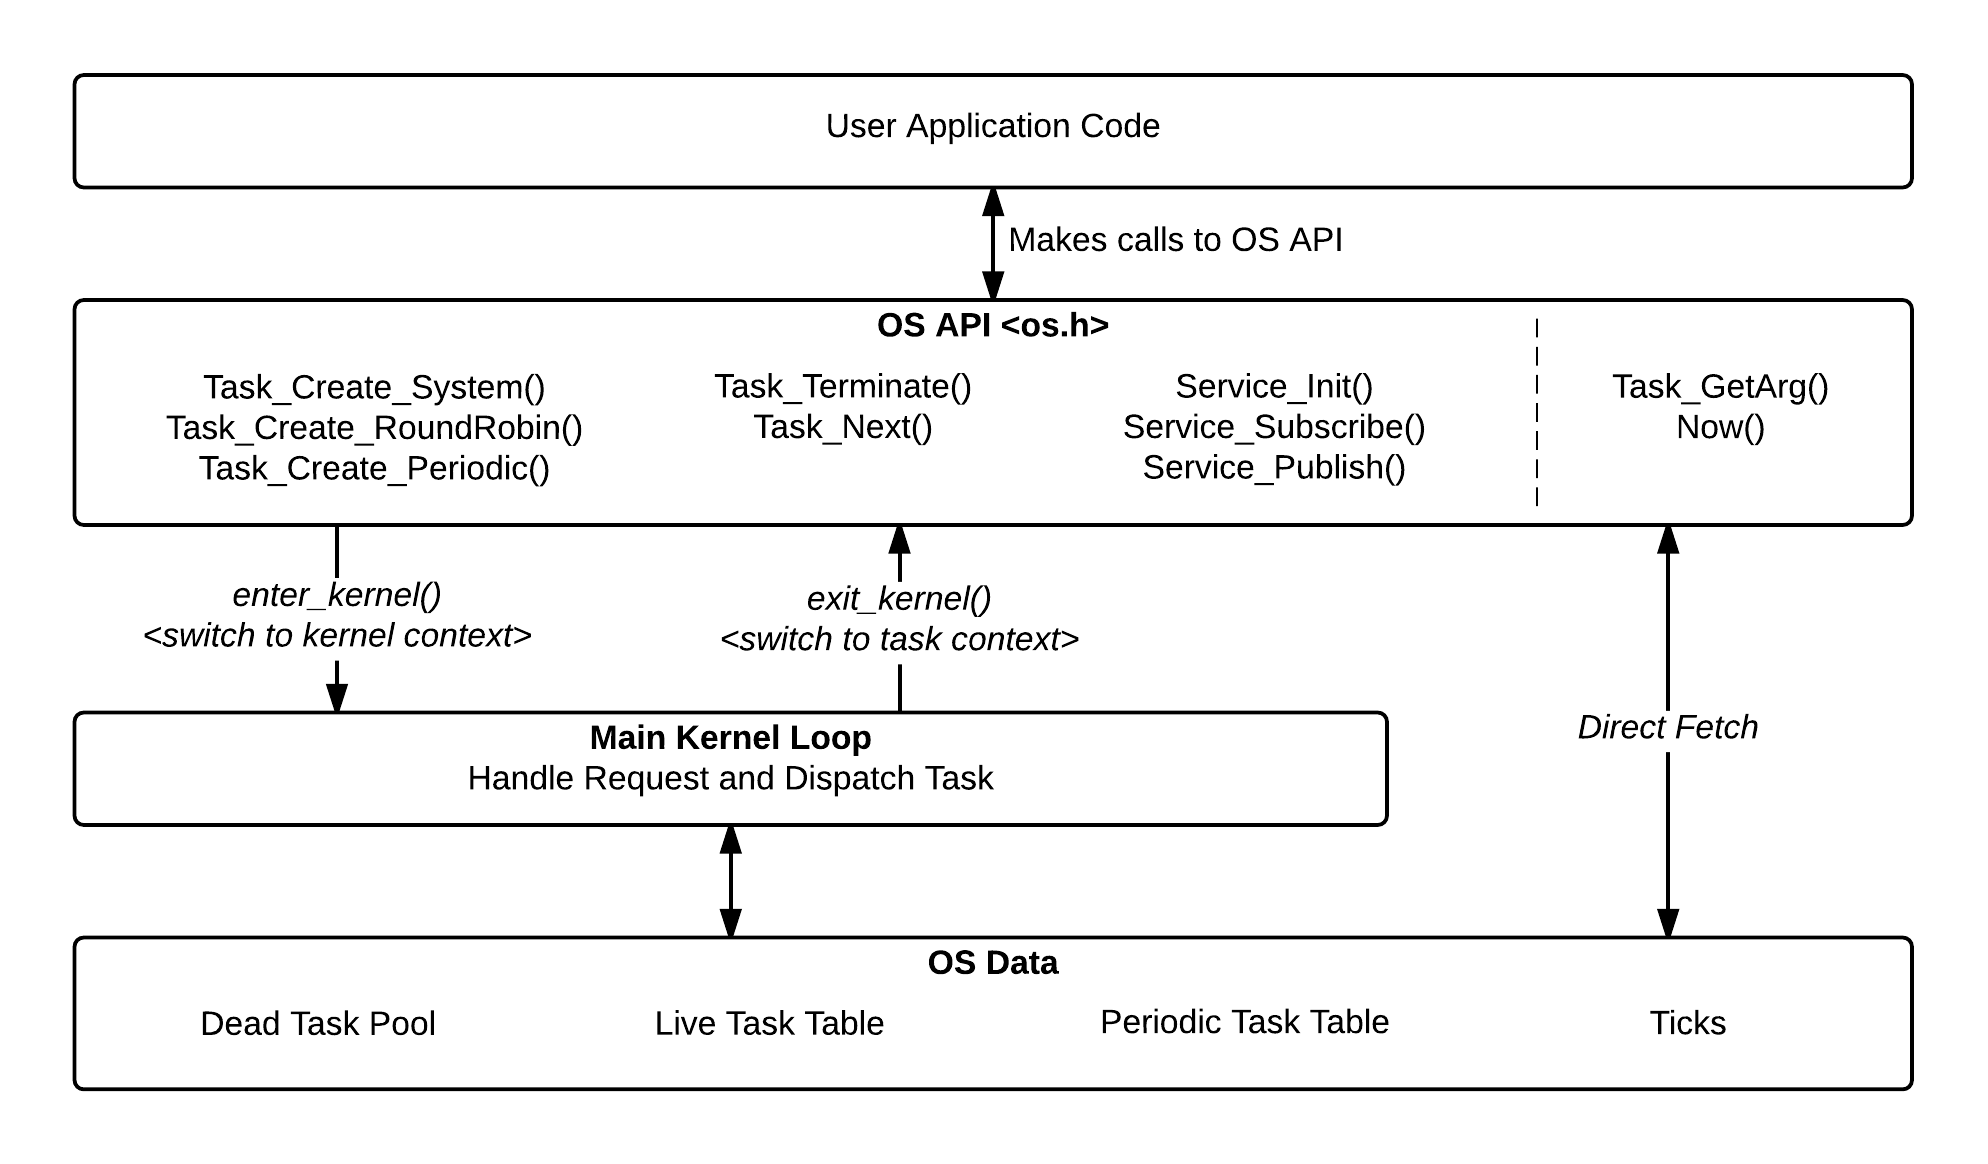 User Application Code
Makes calls to OS API
OS API <os.h>
Task_Create_System()
Task_Create_RoundRobin()
Task_Create_Periodic()
Task_Terminate()
Task_Next()
Service_Init()
Service_Subscribe()
Service_Publish()
Task_GetArg()
Now()
enter_kernel()
<switch to kernel context>
exit_kernel()
<switch to task context>
Direct Fetch
Main Kernel Loop
Handle Request and Dispatch Task
OS Data
Dead Task Pool
Live Task Table
Periodic Task Table
Ticks